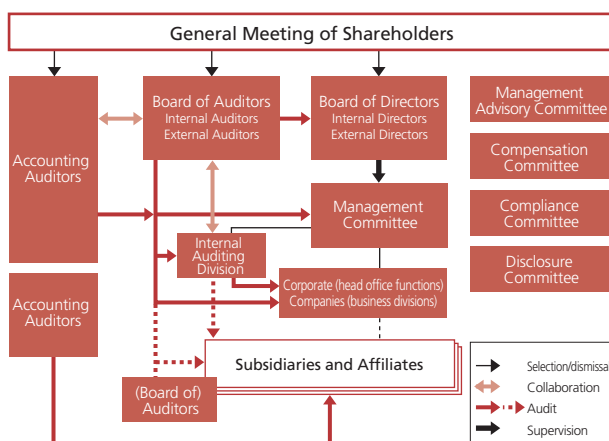 General Meeting of Shareholders
Accounting
Auditors
Board of Auditors
Internal Auditors
External Auditors
Board of Directors
Internal Directors
External Directors
Management
Advisory Committee
Compensation
Committee
Compliance
Committee
Disclosure
Committee
Management
Committee
Internal
Auditing
Division
Corporate (head office functions)
Companies (business divisions)
Accounting
Auditors
Subsidiaries and Affiliates
(Board of)
Auditors
Selection/dismissa
Collaboration
Audit
Supervision